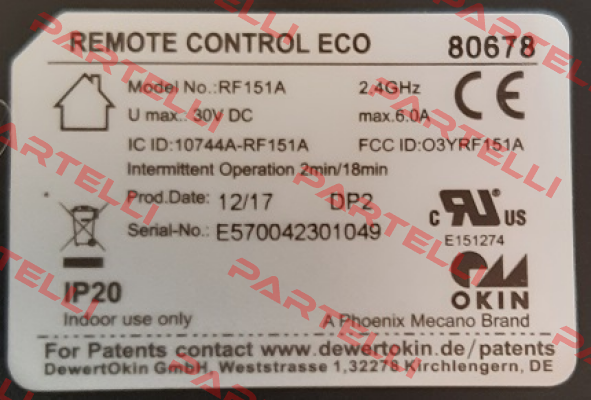 REMOTE CONTROL ECO 80678
Model No.:RF151A 2.4GHz
U max.: 30V DC max.6.0A
IC ID:10744A-RF151A FCC ID:O3YRF151A
Intermittent Operation 2min/18min
Prod.Date: 12/17 DP2
Serial-No.: E570042301049
CE
c RU US
E151274
IP20
OKIN
Indoor use only A Phoenix Mecano Brand
For Patents contact www.dewertokin.de/patents
DewertOkin GmbH, Weststrasse 1,32278 Kirchlengern, DE
PARTELLI
PARTELLI
PARTELLI
PARTELLI
PARTELLI
PARTELLI